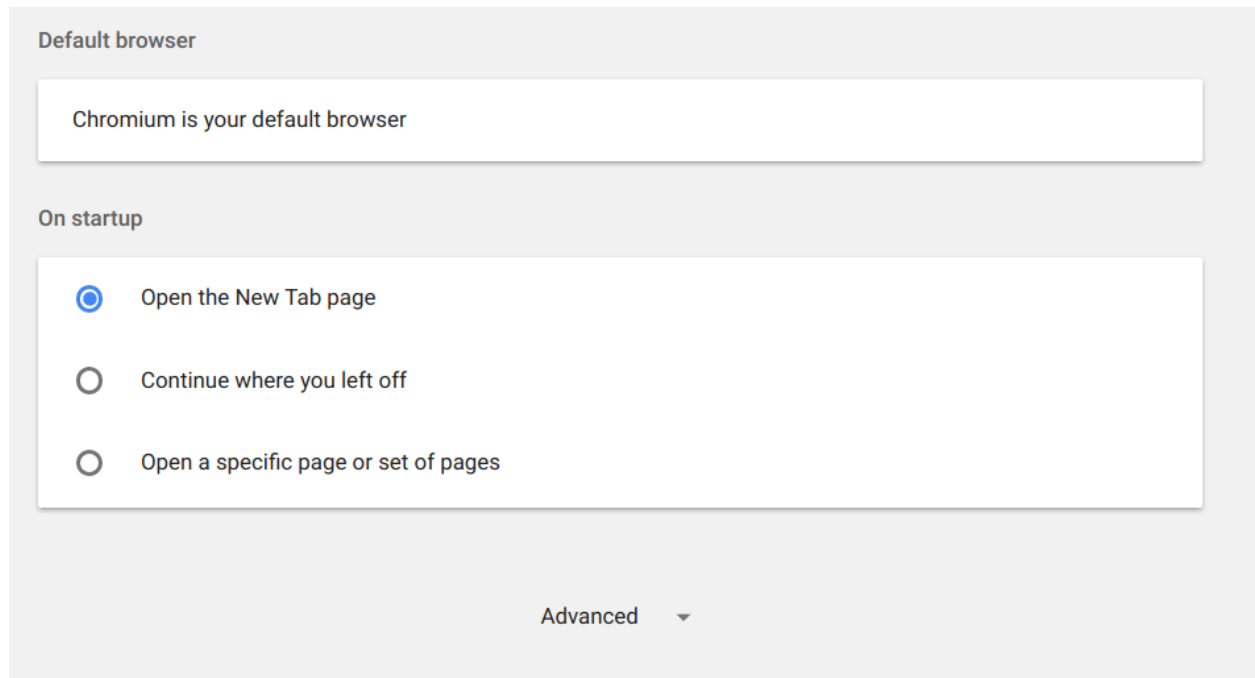 Default browser
Chromium is your default browser
On startup
Open the New Tab page
Continue where you left off
Open a specific page or set of pages
Advanced